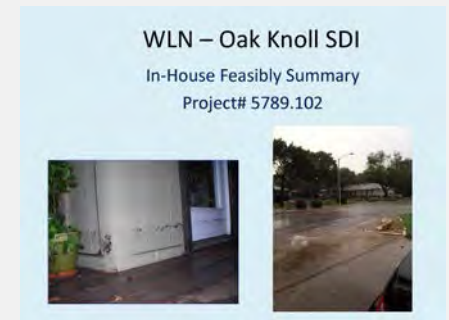 WLN – Oak Knoll SDI
In-House Feasibly Summary
Project# 5789.102